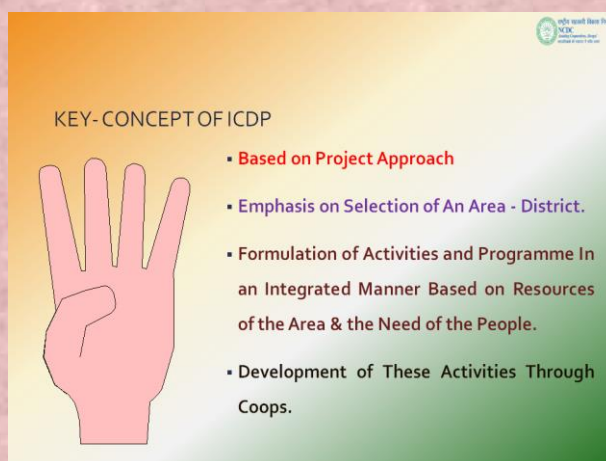 राष्ट्रीय सहकारी विकास
NCDC
KEY- CONCEPT OF ICDP
▪ Based on Project Approach
▪ Emphasis on Selection of An Area - District.
▪ Formulation of Activities and Programme In
an Integrated Manner Based on Resources
of the Area & the Need of the People.
▪ Development of These Activities Through
Coops.